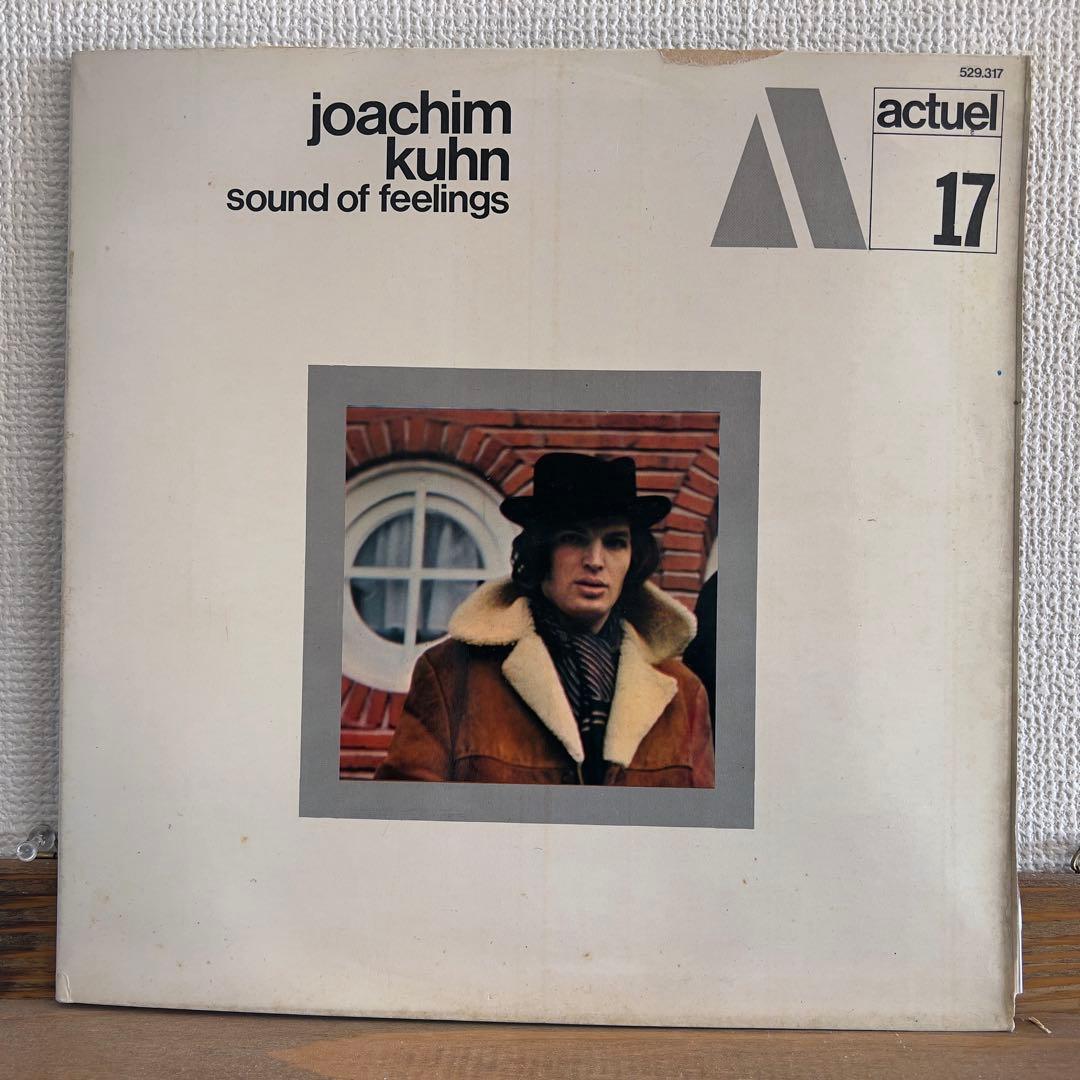 joachim
kuhn
sound of feelings
529.317
actuel
17